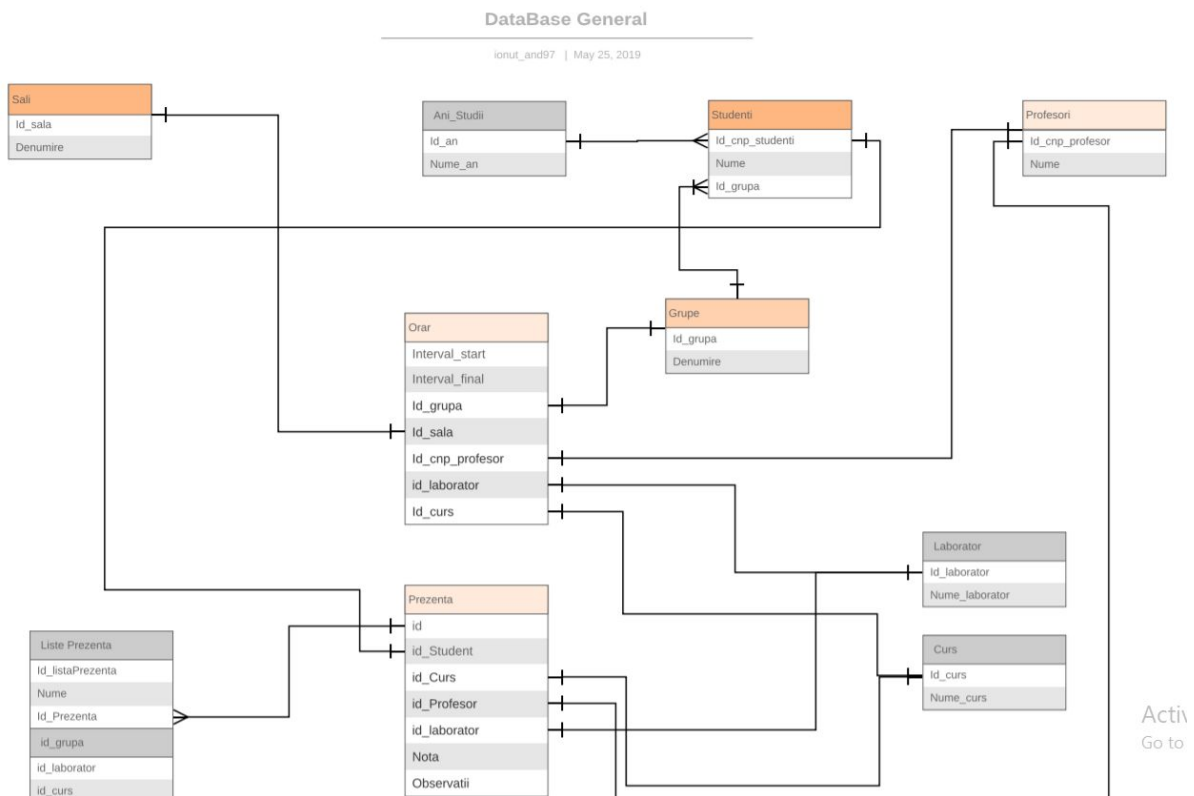 DataBase General
ionut_and97 | May 25, 2019
Sali
Id_sala
Denumire
Ani_Studii
Id_an
Nume_an
Studenti
Id_cnp_studenti
Nume
Id_grupa
Profesori
Id_cnp_profesor
Nume
Grupe
Id_grupa
Denumire
Orar
Interval_start
Interval_final
Id_grupa
Id_sala
Id_cnp_profesor
id_laborator
Id_curs
Laborator
Id_laborator
Nume_laborator
Prezenta
id
id_Student
id_Curs
id_Profesor
id_laborator
Nota
Observatii
Liste Prezenta
Id_listaPrezenta
Nume
Id_Prezenta
id_grupa
id_laborator
id_curs
Curs
Id_curs
Nume_curs
Go to